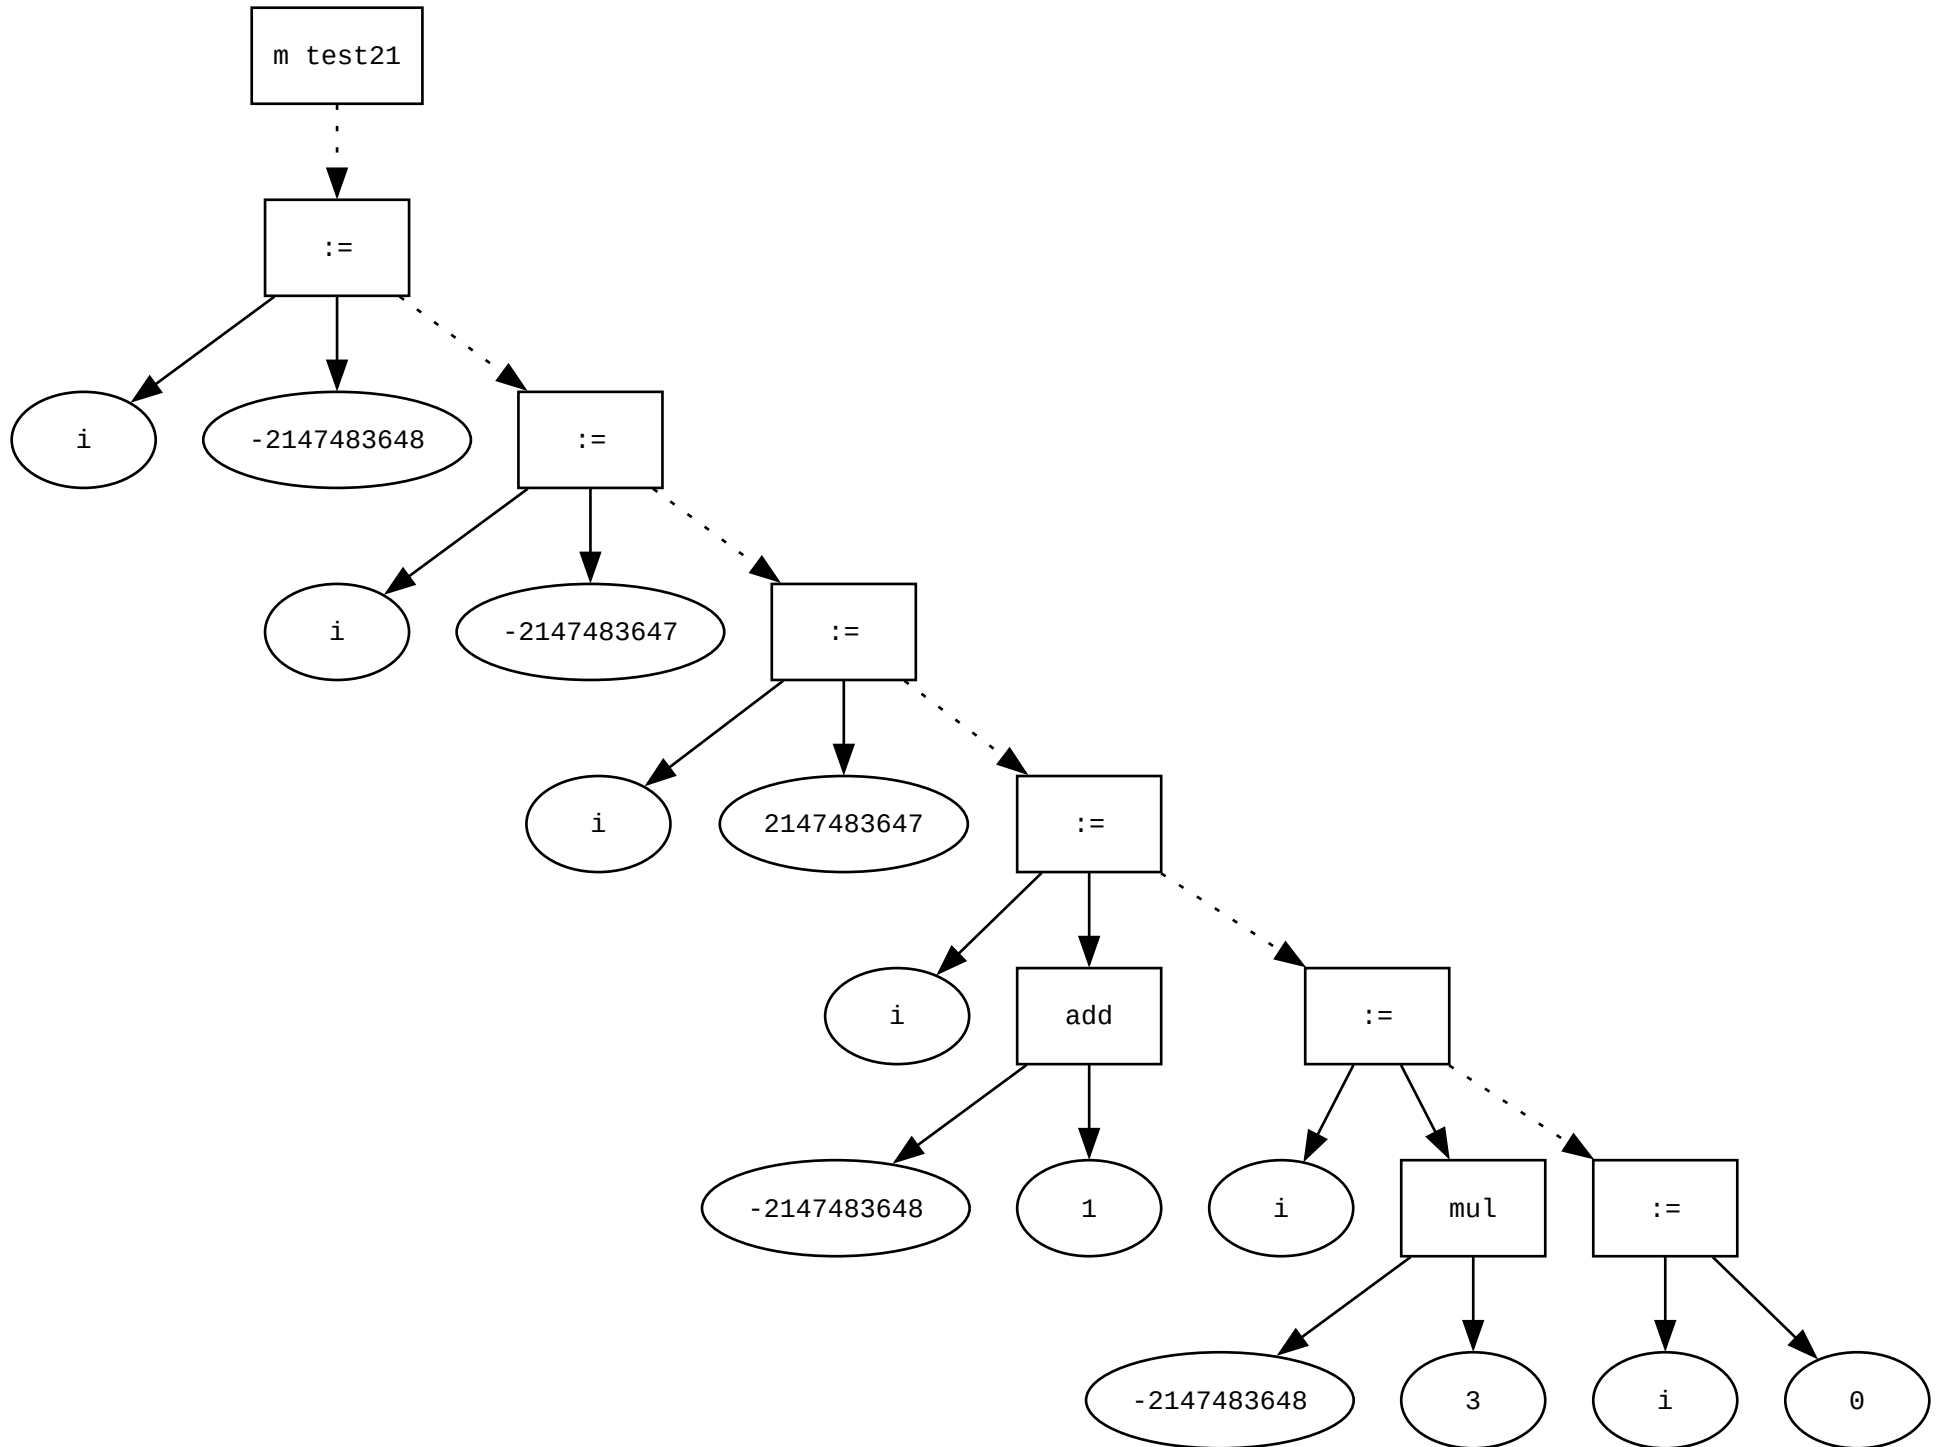 m test21
:=
i
-2147483648
:=
i
-2147483647
:=
i
2147483647
:=
i
add
:=
-2147483648
1
i
mul
:=
-2147483648
3
i
0